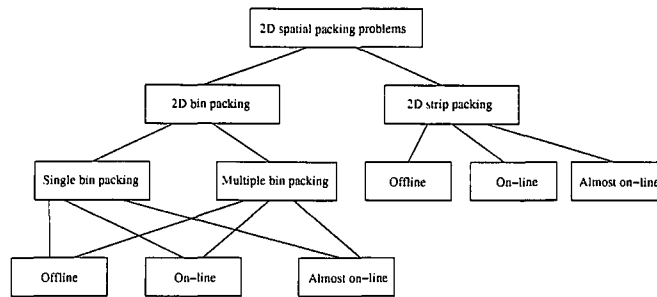 2D spatial packing problems
2D bin packing
2D strip packing
Single bin packing
Multiple bin packing
Offline
On-line
Almost on-line
Offline
On-line
Almost on-line